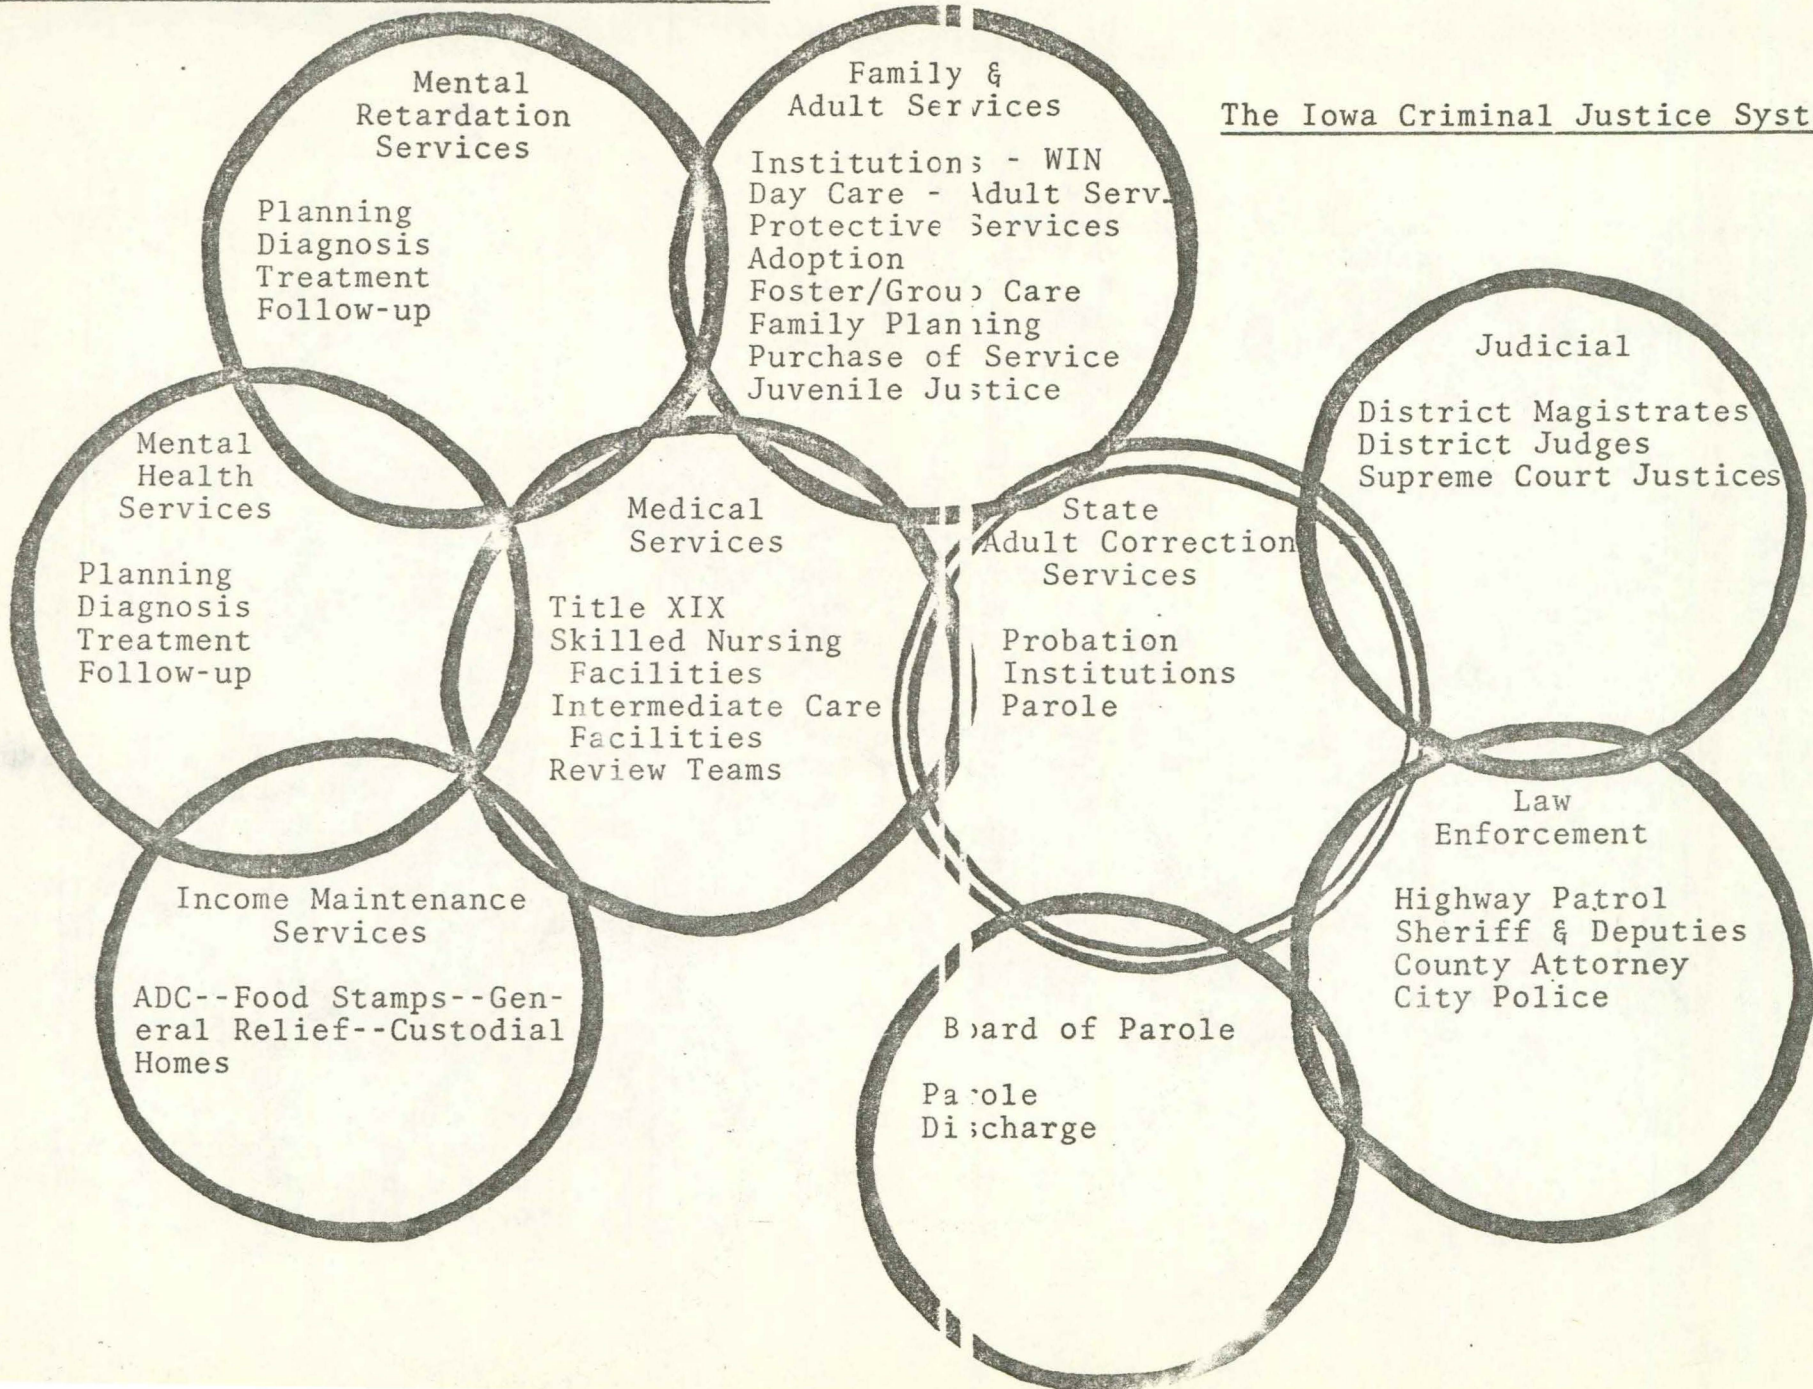 The Iowa Criminal Justice Syst
Mental
Retardation
Services
Planning
Diagnosis
Treatment
Follow-up
Family &
Adult Services
Institutions - WIN
Day Care - Adult Serv.
Protective Services
Adoption
Foster/Group Care
Family Planning
Purchase of Service
Juvenile Justice
Judicial
District Magistrates
District Judges
Supreme Court Justices
Mental
Health
Services
Planning
Diagnosis
Treatment
Follow-up
Medical
Services
Title XIX
Skilled Nursing
Facilities
Intermediate Care
Facilities
Review Teams
State
Adult Correction
Services
Probation
Institutions
Parole
Law
Enforcement
Highway Patrol
Sheriff & Deputies
County Attorney
City Police
Income Maintenance
Services
ADC--Food Stamps--Gen-
eral Relief--Custodial
Homes
Board of Parole
Parole
Discharge